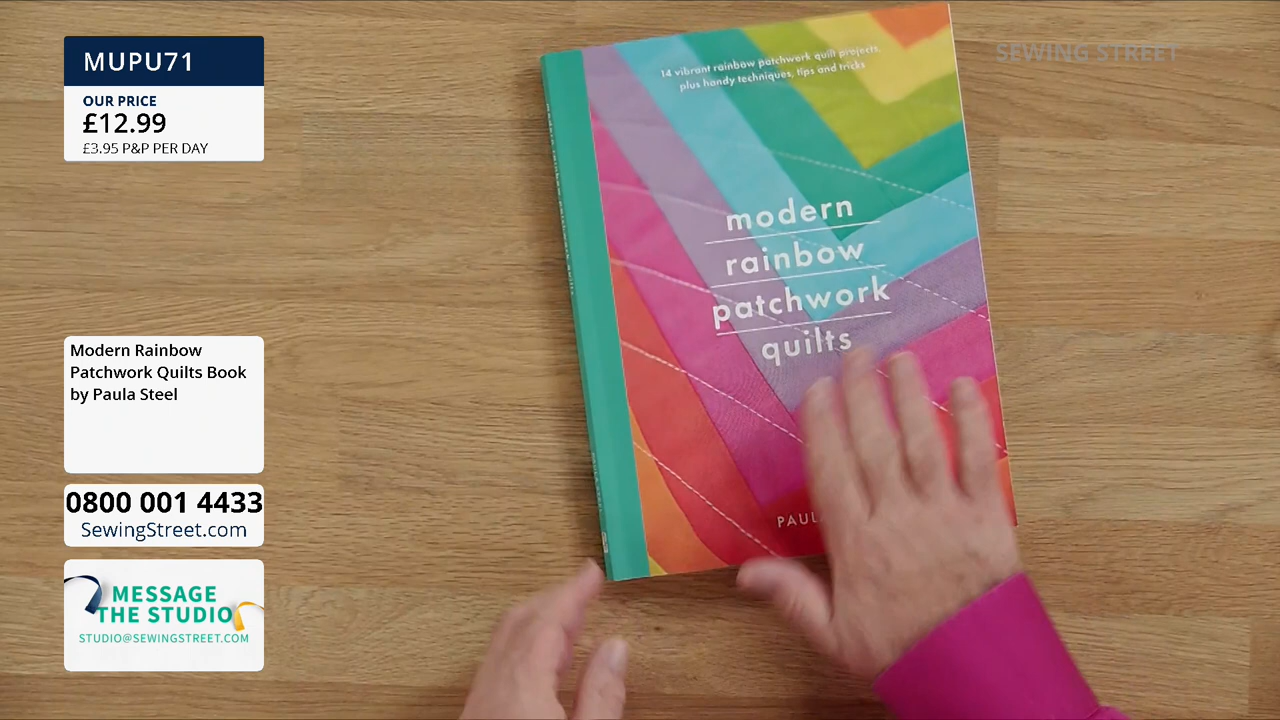 MUPU71
OUR PRICE
£12.99
£3.95 P&P PER DAY
Modern Rainbow
Patchwork Quilts Book
by Paula Steel
0800 001 4433
SewingStreet.com
MESSAGE
THE STUDIO
STUDIO@SEWINGSTREET.COM
SEWING STREET
14 vibrant rainbow patchwork quilt projects,
plus handy techniques, tips and tricks
modern
rainbow
patchwork
quilts